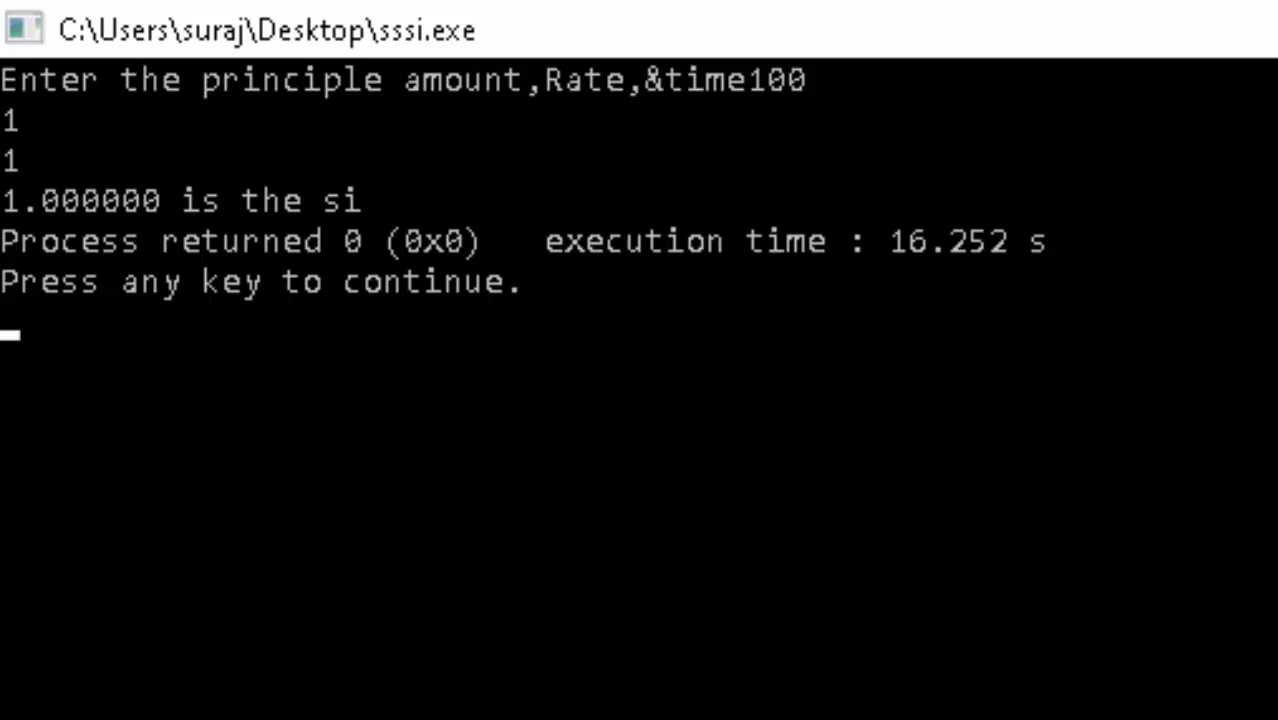 C:\Users\suraj\Desktop\sssi.exe
Enter the principle amount,Rate,&time100
1
1
1.000000 is the si
Process returned 0 (0x0)   execution time : 16.252 s
Press any key to continue.